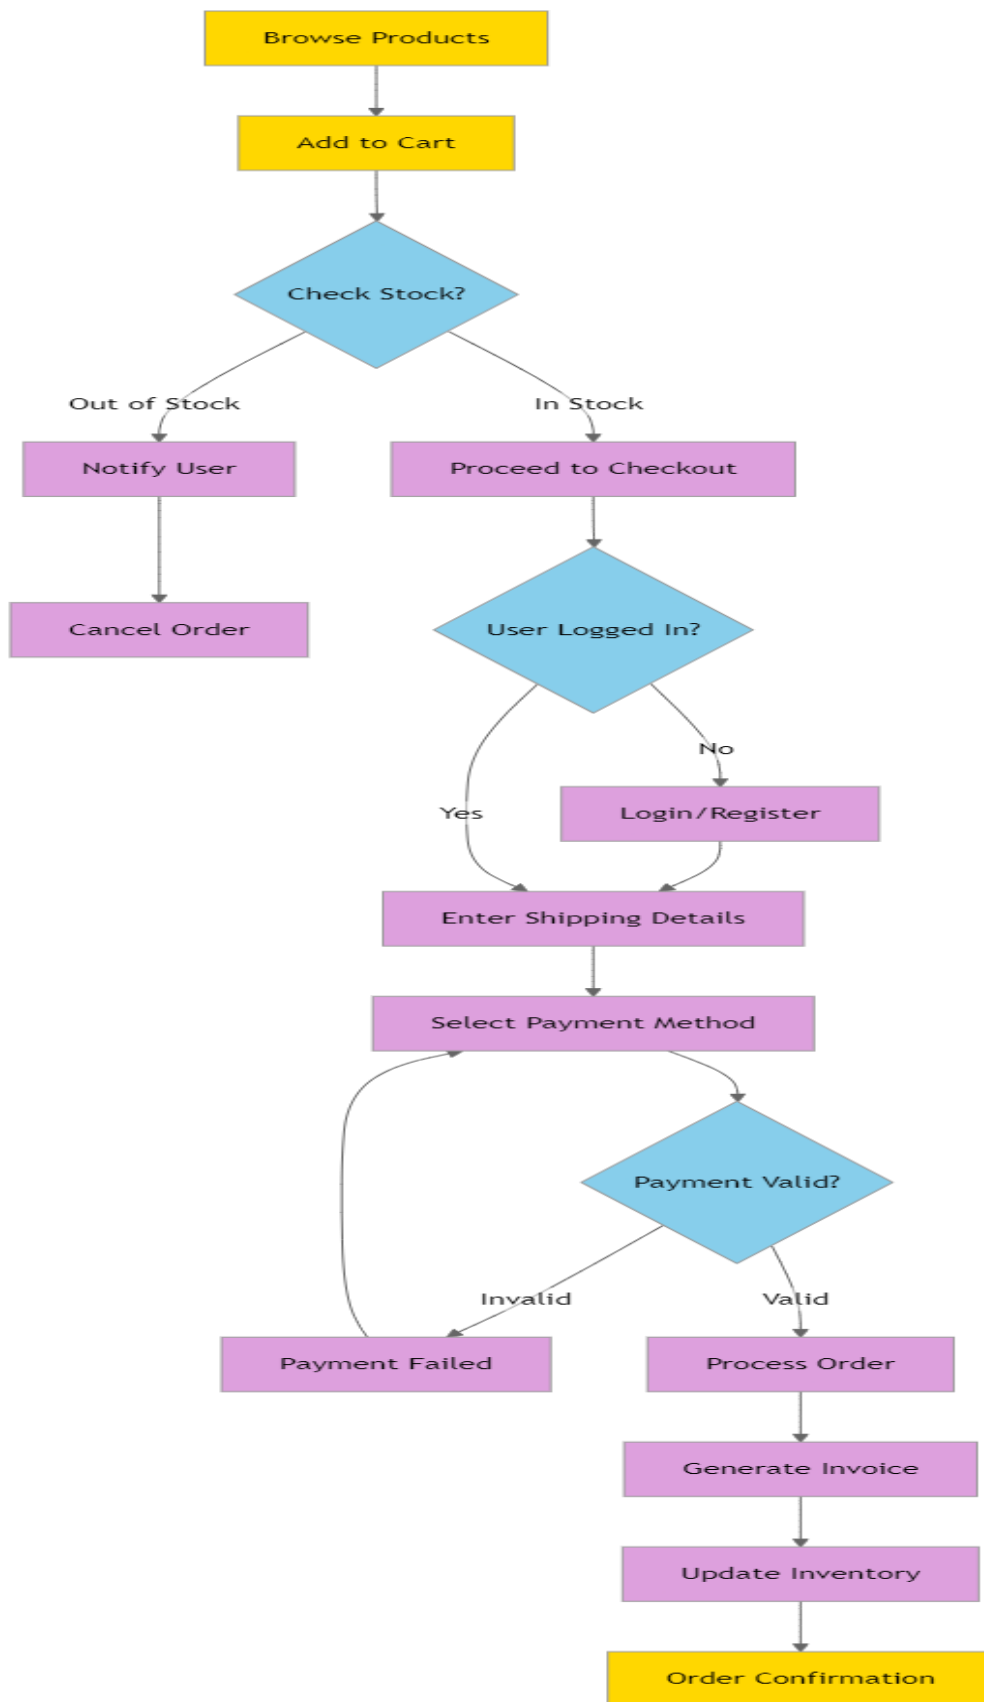 Browse Products
Add to Cart
Check Stock?
Out of Stock
In Stock
Notify User
Proceed to Checkout
Cancel Order
User Logged In?
No
Yes
Login/Register
Enter Shipping Details
Select Payment Method
Payment Valid?
Invalid
Valid
Payment Failed
Process Order
Generate Invoice
Update Inventory
Order Confirmation